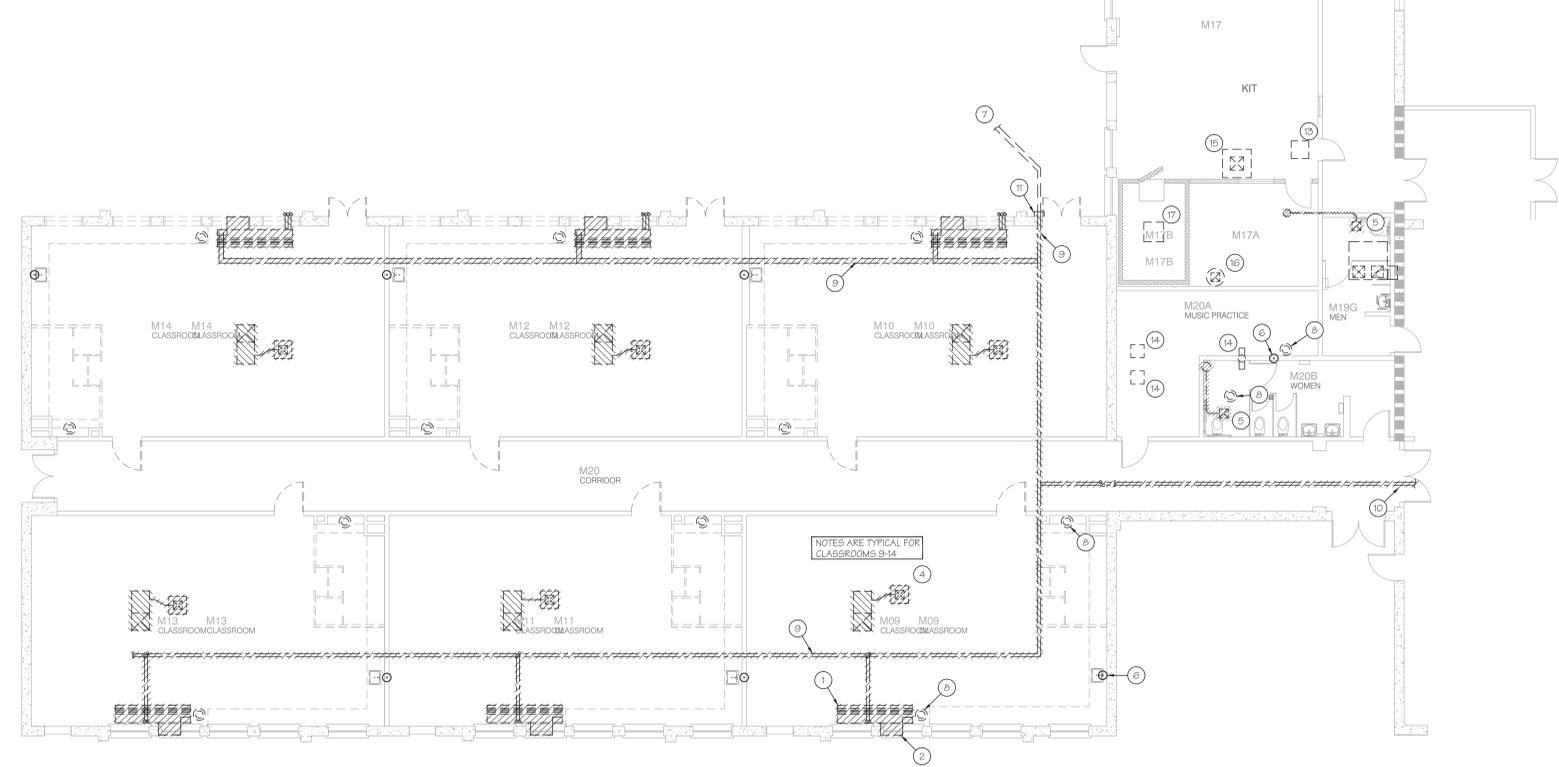 M17
KIT
7
13
15
11
17
5
M17B
M17A
9
M17B
16
9
M20A
MUSIC PRACTICE
M19G
MEN
M14 M14
CLASSROOM CLASSROOM
M12 M12
CLASSROOM CLASSROOM
M10 M10
CLASSROOM CLASSROOM
6
8
14
14
14
M20B
WOMEN
8
5
M20
CORRIDOR
10
NOTES ARE TYPICAL FOR
CLASSROOMS 9-14
8
4
M13 M13
CLASSROOM CLASSROOM
M11 M11
CLASSROOM CLASSROOM
M09 M09
CLASSROOM CLASSROOM
9
6
1
8
2